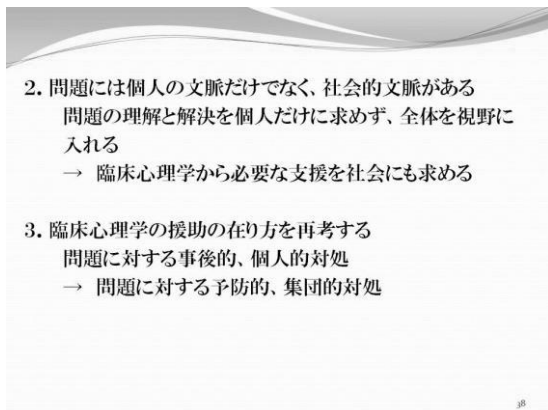 2. 問題には個人の文脈だけでなく、社会的文脈がある
問題の理解と解決を個人だけに求めず、全体を視野に
入れる
→ 臨床心理学から必要な支援を社会にも求める
3. 臨床心理学の援助の在り方を再考する
問題に対する事後的、個人的対処
→ 問題に対する予防的、集団的対処
38